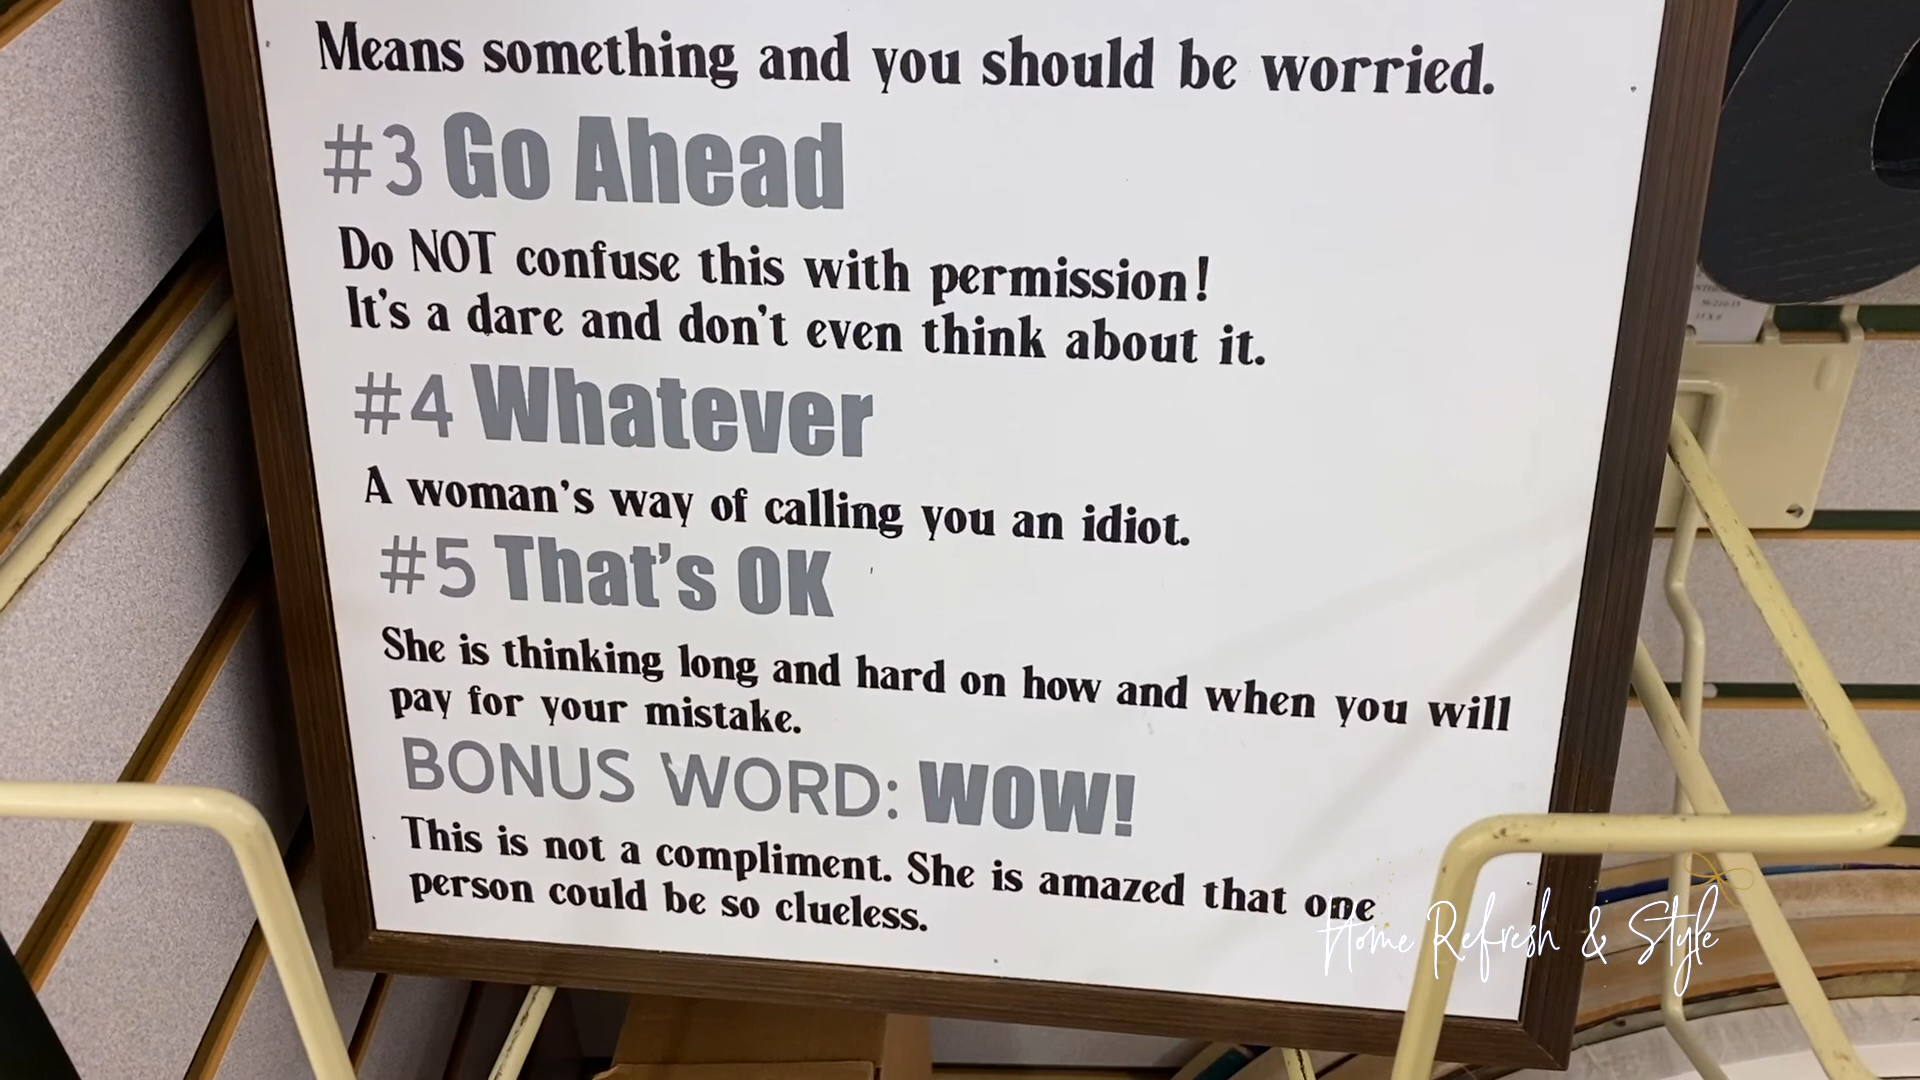 Means something and you should be worried.
#3 Go Ahead
Do NOT confuse this with permission!
It's a dare and don't even think about it.
#4 Whatever
A woman's way of calling you an idiot.
#5 That's OK
She is thinking long and hard on how and when you will
pay for your mistake.
BONUS WORD: WOW!
This is not a compliment. She is amazed that one
person could be so clueless.
Home Refresh & Style